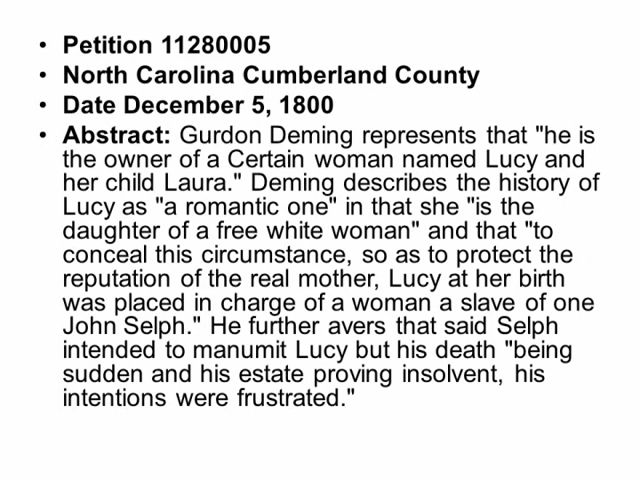 • Petition 11280005
• North Carolina Cumberland County
• Date December 5, 1800
• Abstract: Gurdon Deming represents that "he is
the owner of a Certain woman named Lucy and
her child Laura." Deming describes the history of
Lucy as "a romantic one" in that she "is the
daughter of a free white woman" and that "to
conceal this circumstance, so as to protect the
reputation of the real mother, Lucy at her birth
was placed in charge of a woman a slave of one
John Selph." He further avers that said Selph
intended to manumit Lucy but his death "being
sudden and his estate proving insolvent, his
intentions were frustrated."